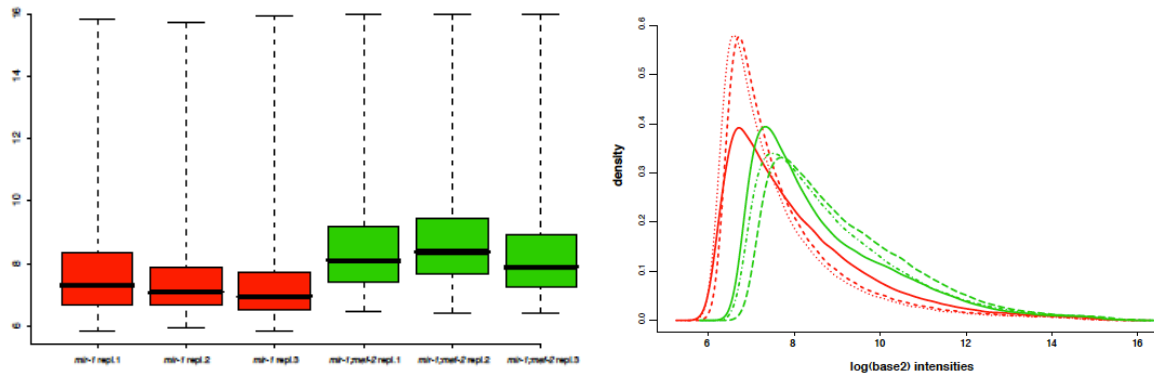 16
14
12
10
8
6
mir-1 repl.1
mir-1 repl.2
mir-1 repl.3
mir-1;mef-2 repl.1
mir-1;mef-2 repl.2
mir-1;mef-2 repl.3
0.6
0.5
0.4
0.3
0.2
0.1
0.0
density
6
8
10
12
14
16
log(base2) intensities